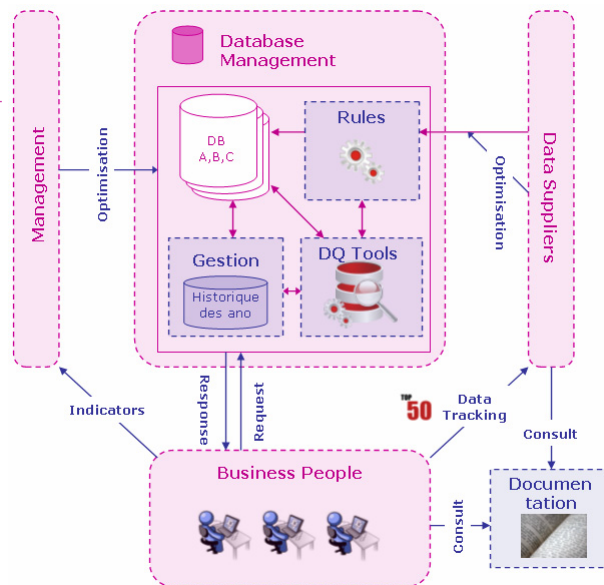 Database
Management
DB
A,B,C
Rules
Gestion
Historique
des ano
DQ Tools
Management
Optimisation
Optimisation
Data Suppliers
Indicators
Response
Request
TOP
50
Data
Tracking
Consult
Business People
Consult
Documen
tation